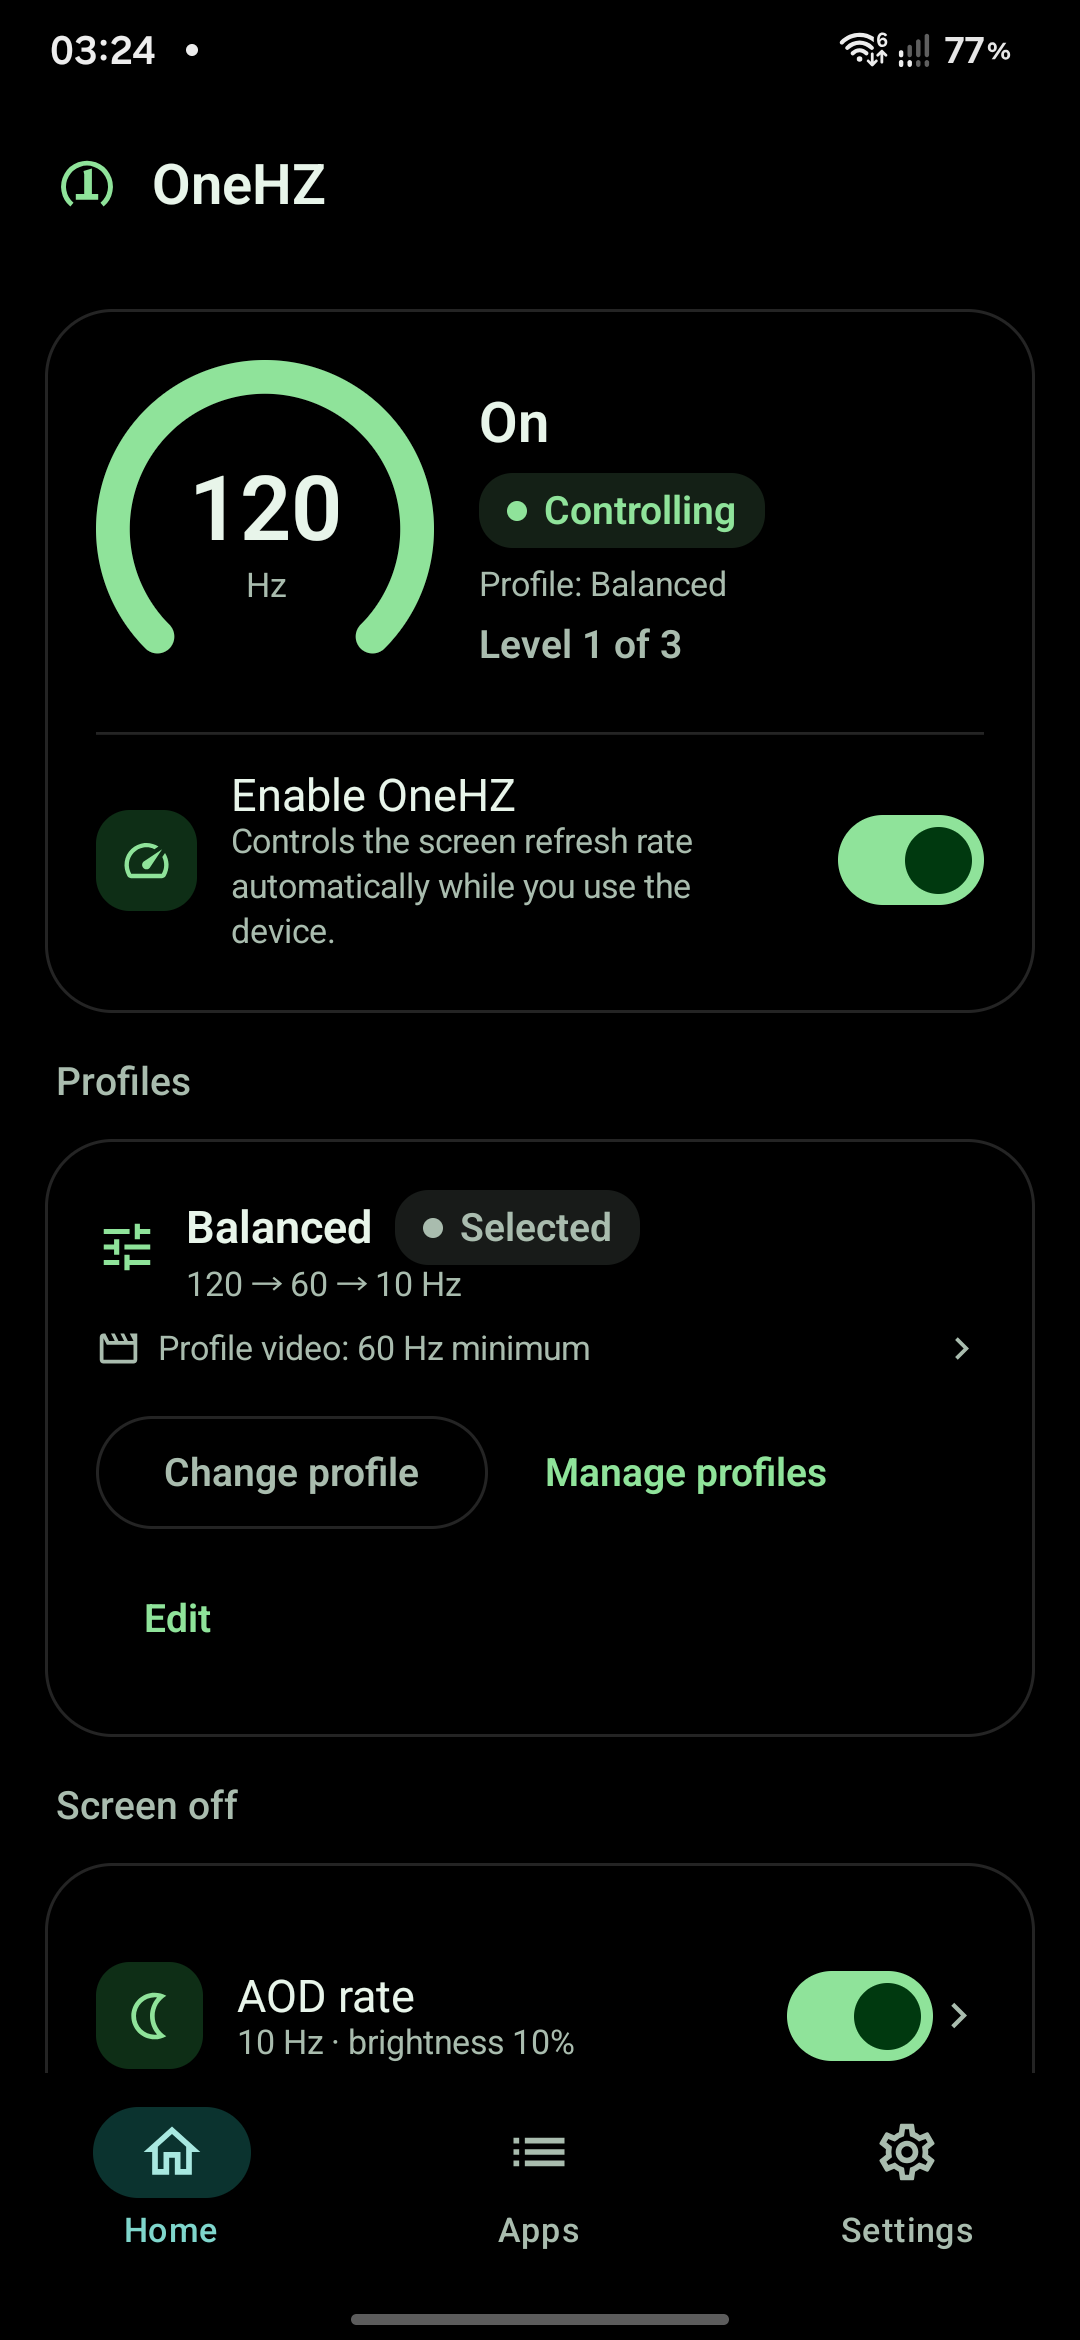 03:24
6
77%
OneHZ
120
Hz
On
Controlling
Profile: Balanced
Level 1 of 3
Enable OneHZ
Controls the screen refresh rate
automatically while you use the
device.
Profiles
Balanced
Selected
120 → 60 → 10 Hz
Profile video: 60 Hz minimum
Change profile
Manage profiles
Edit
Screen off
AOD rate
10 Hz · brightness 10%
Home
Apps
Settings